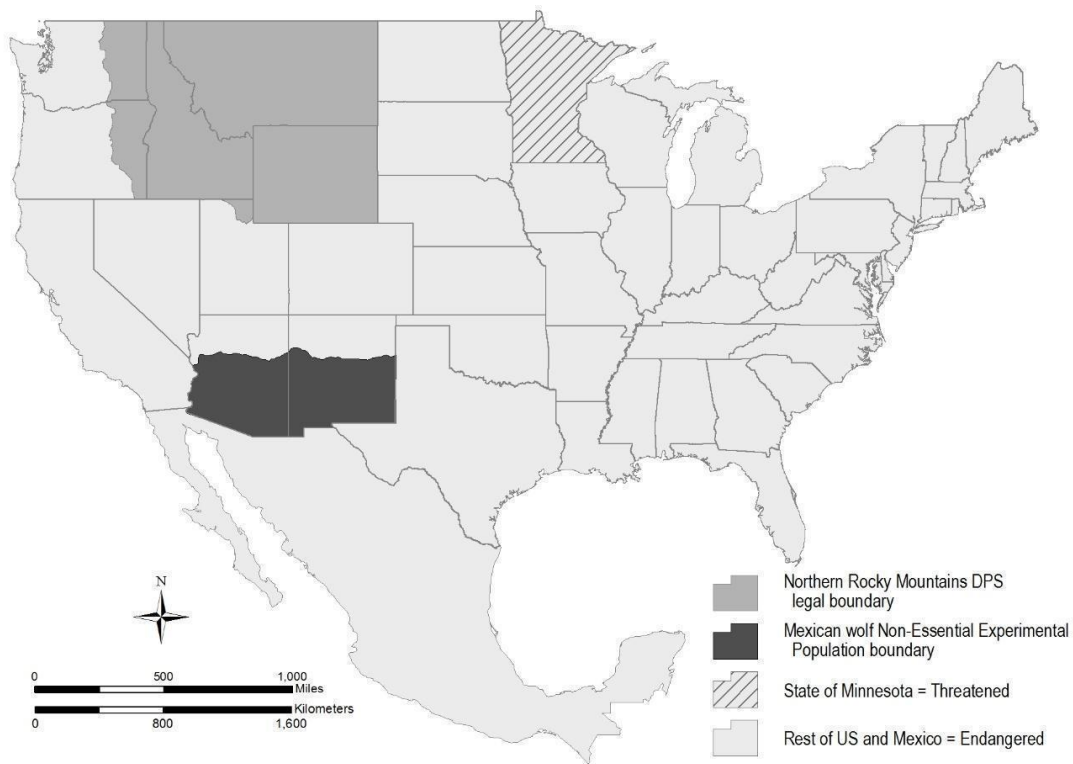 Northern Rocky Mountains DPS
legal boundary
Mexican wolf Non-Essential Experimental
Population boundary
State of Minnesota = Threatened
Rest of US and Mexico = Endangered
N
0 500 1,000
Miles
Kilometers
0 800 1,600